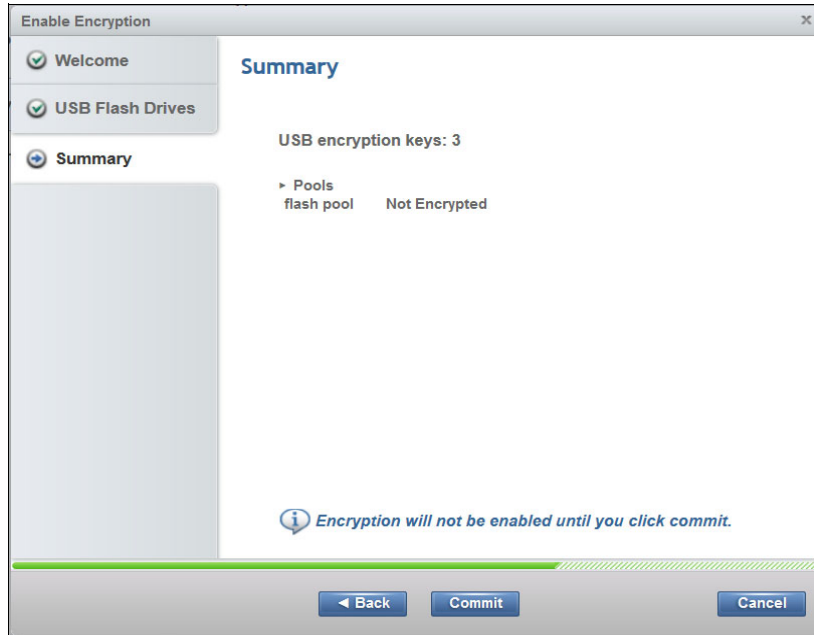 Enable Encryption
x
Welcome
USB Flash Drives
Summary
Summary
USB encryption keys: 3
Pools
flash pool Not Encrypted
Encryption will not be enabled until you click commit.
Back
Commit
Cancel